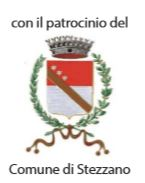 con il patrocinio del
Comune di Stezzano